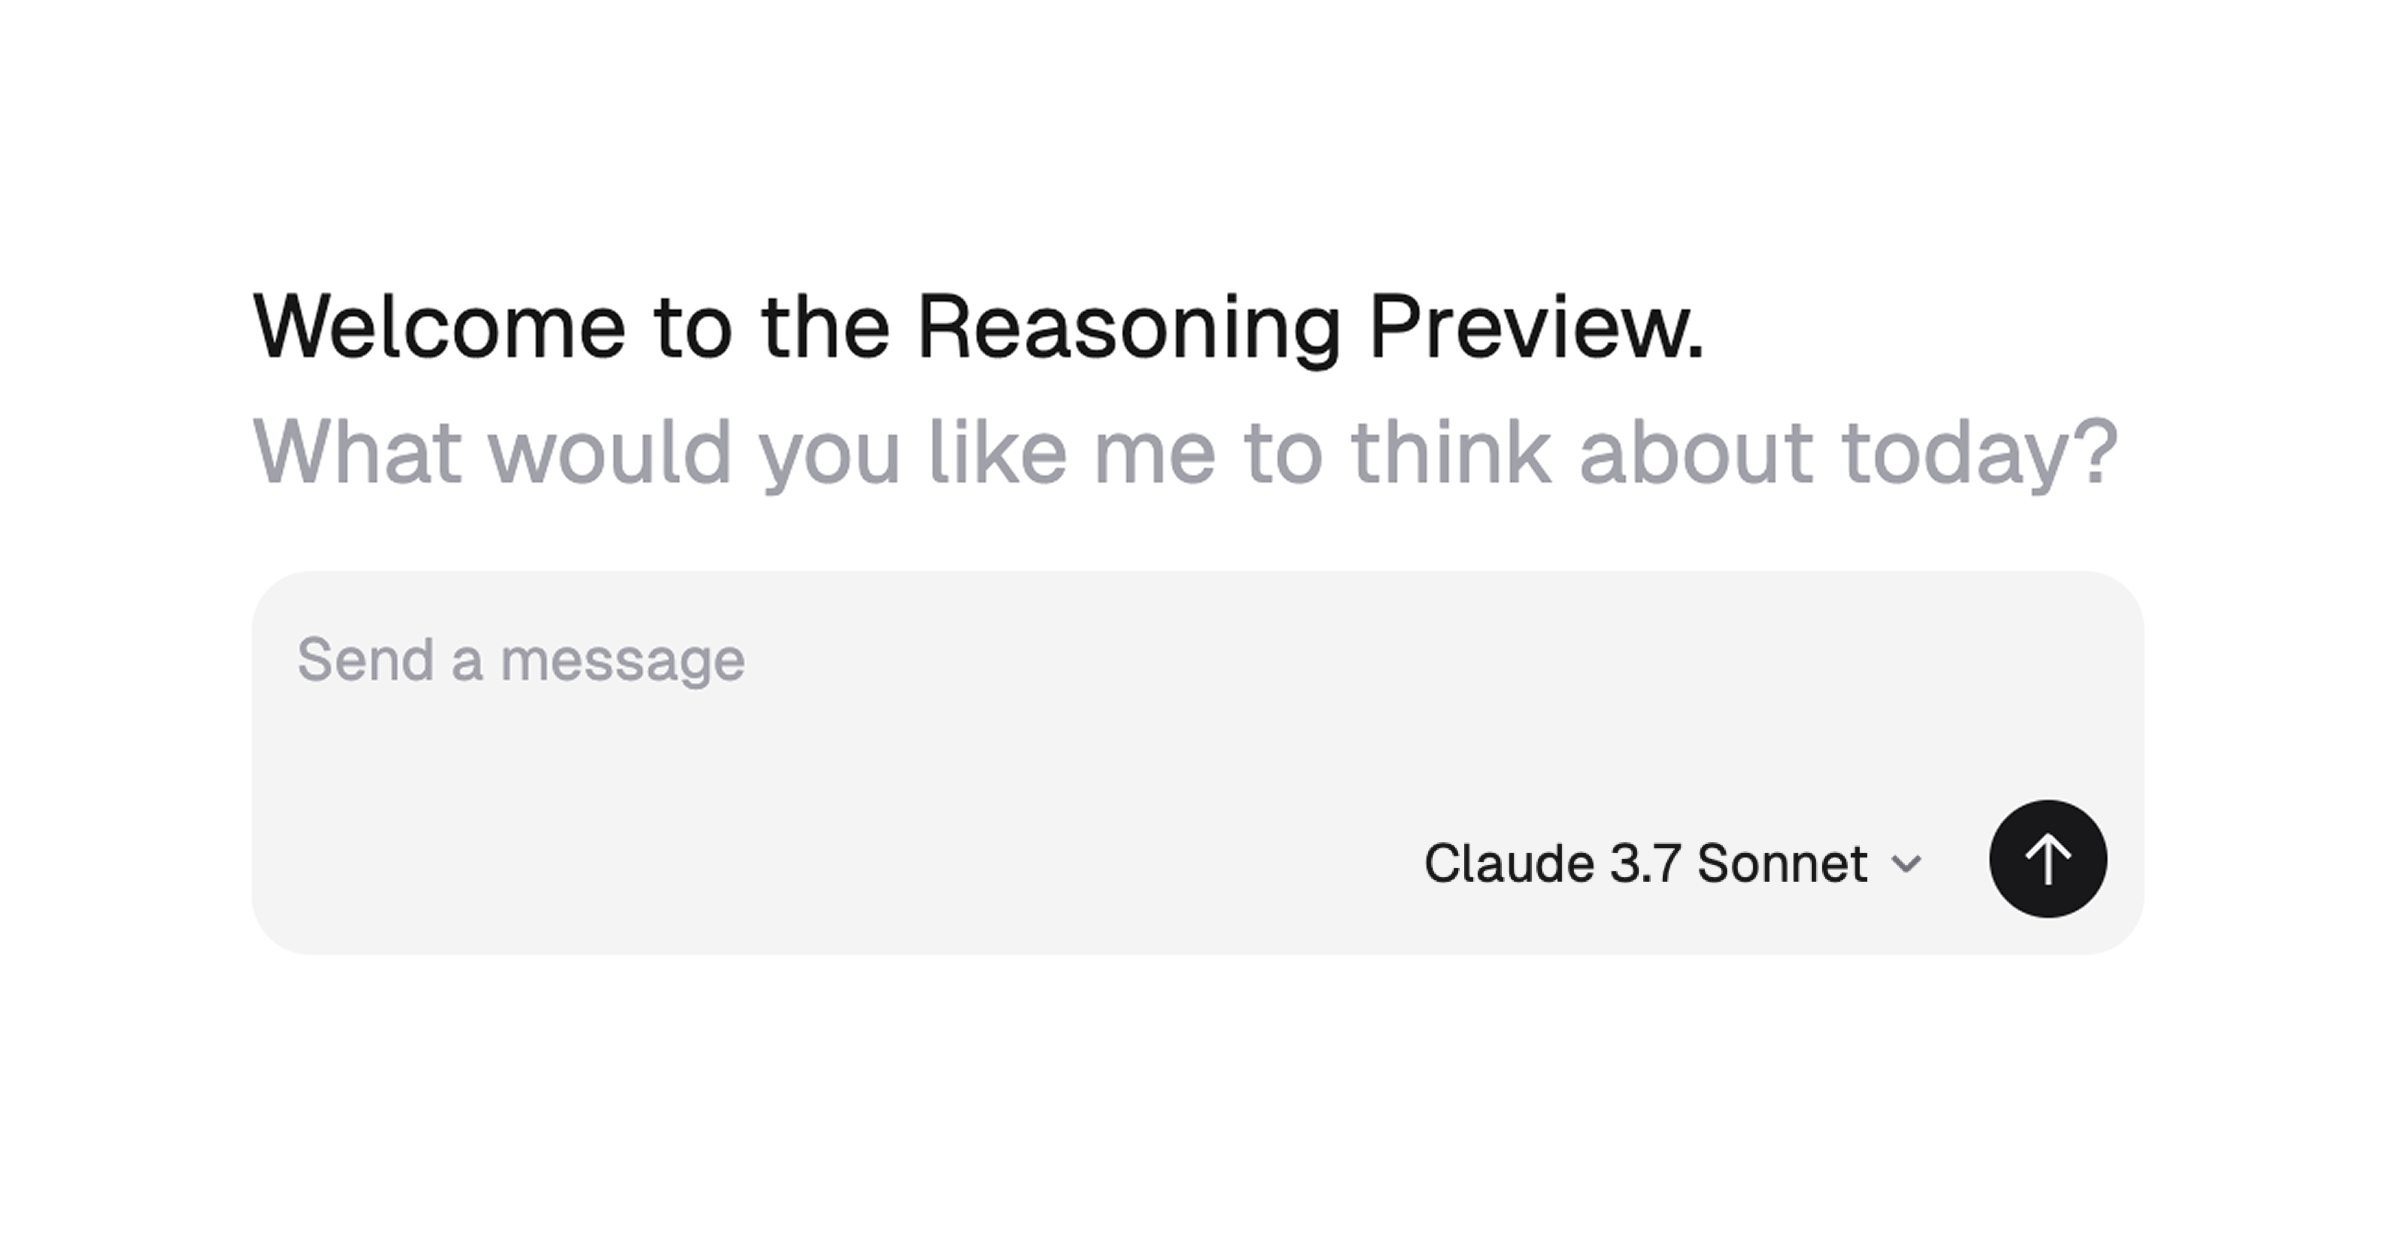 Welcome to the Reasoning Preview.
What would you like me to think about today?
Send a message
Claude 3.7 Sonnet